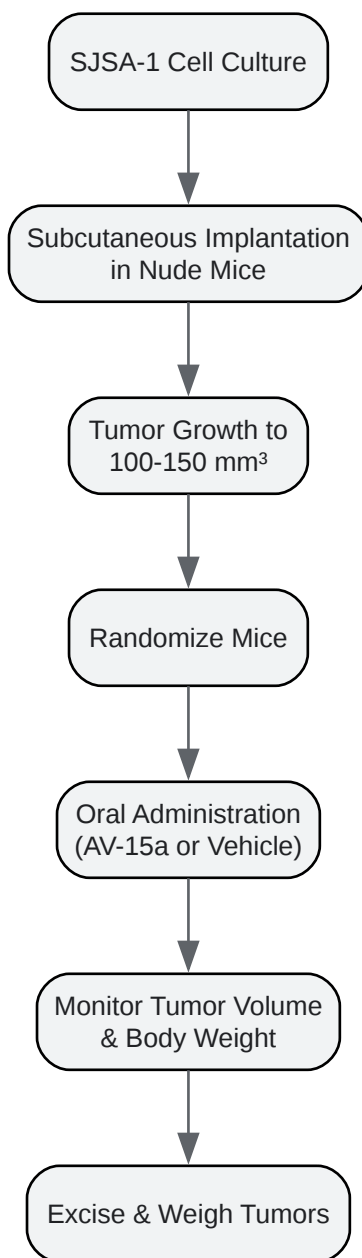 SJSA-1 Cell Culture
Subcutaneous Implantation
in Nude Mice
Tumor Growth to
100-150 mm³
Randomize Mice
Oral Administration
(AV-15a or Vehicle)
Monitor Tumor Volume
& Body Weight
Excise & Weigh Tumors